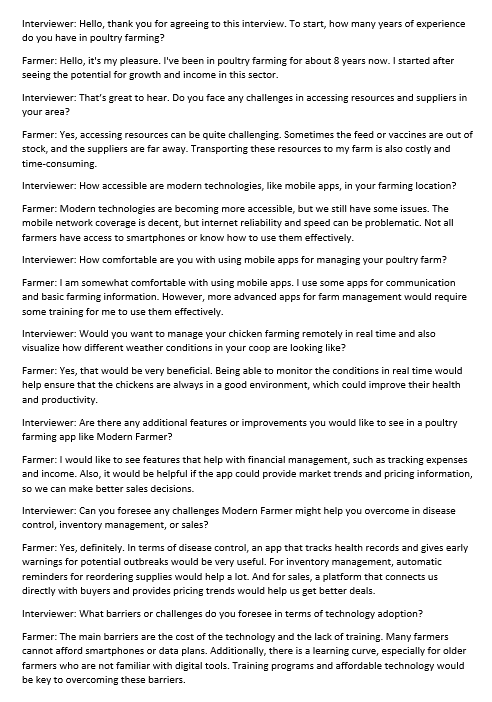 Interviewer: Hello, thank you for agreeing to this interview. To start, how many years of experience
do you have in poultry farming?
Farmer: Hello, it's my pleasure. I've been in poultry farming for about 8 years now. I started after
seeing the potential for growth and income in this sector.
Interviewer: That's great to hear. Do you face any challenges in accessing resources and suppliers in
your area?
Farmer: Yes, accessing resources can be quite challenging. Sometimes the feed or vaccines are out of
stock, and the suppliers are far away. Transporting these resources to my farm is also costly and
time-consuming.
Interviewer: How accessible are modern technologies, like mobile apps, in your farming location?
Farmer: Modern technologies are becoming more accessible, but we still have some issues. The
mobile network coverage is decent, but internet reliability and speed can be problematic. Not all
farmers have access to smartphones or know how to use them effectively.
Interviewer: How comfortable are you with using mobile apps for managing your poultry farm?
Farmer: I am somewhat comfortable with using mobile apps. I use some apps for communication
and basic farming information. However, more advanced apps for farm management would require
some training for me to use them effectively.
Interviewer: Would you want to manage your chicken farming remotely in real time and also
visualize how different weather conditions in your coop are looking like?
Farmer: Yes, that would be very beneficial. Being able to monitor the conditions in real time would
help ensure that the chickens are always in a good environment, which could improve their health
and productivity.
Interviewer: Are there any additional features or improvements you would like to see in a poultry
farming app like Modern Farmer?
Farmer: I would like to see features that help with financial management, such as tracking expenses
and income. Also, it would be helpful if the app could provide market trends and pricing information,
so we can make better sales decisions.
Interviewer: Can you foresee any challenges Modern Farmer might help you overcome in disease
control, inventory management, or sales?
Farmer: Yes, definitely. In terms of disease control, an app that tracks health records and gives early
warnings for potential outbreaks would be very useful. For inventory management, automatic
reminders for reordering supplies would help a lot. And for sales, a platform that connects us
directly with buyers and provides pricing trends would help us get better deals.
Interviewer: What barriers or challenges do you foresee in terms of technology adoption?
Farmer: The main barriers are the cost of the technology and the lack of training. Many farmers
cannot afford smartphones or data plans. Additionally, there is a learning curve, especially for older
farmers who are not familiar with digital tools. Training programs and affordable technology would
be key to overcoming these barriers.